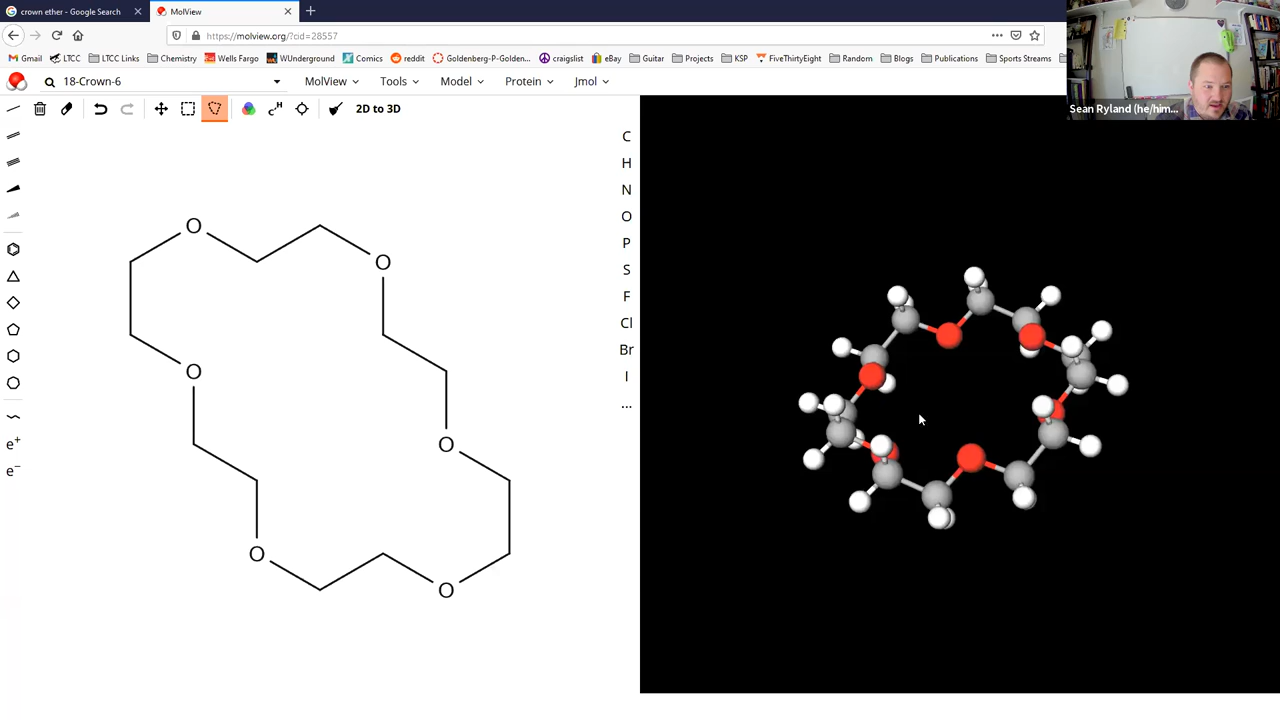 crown ether - Google Search
MolView
https://molview.org/?cid=28557
Gmail LTCC LTCC Links Chemistry Wells Fargo WUnderground Comics reddit Goldenberg-P-Golden... craigslist eBay Guitar Projects KSP FiveThirtyEight Random Blogs Publications Sports Streams
18-Crown-6 MolView Tools Model Protein Jmol
H 2D to 3D
Sean Ryland (he/him...
C
H
N
O
P
S
F
Cl
Br
I
...
e+
e−
O
O
O
O
O
O